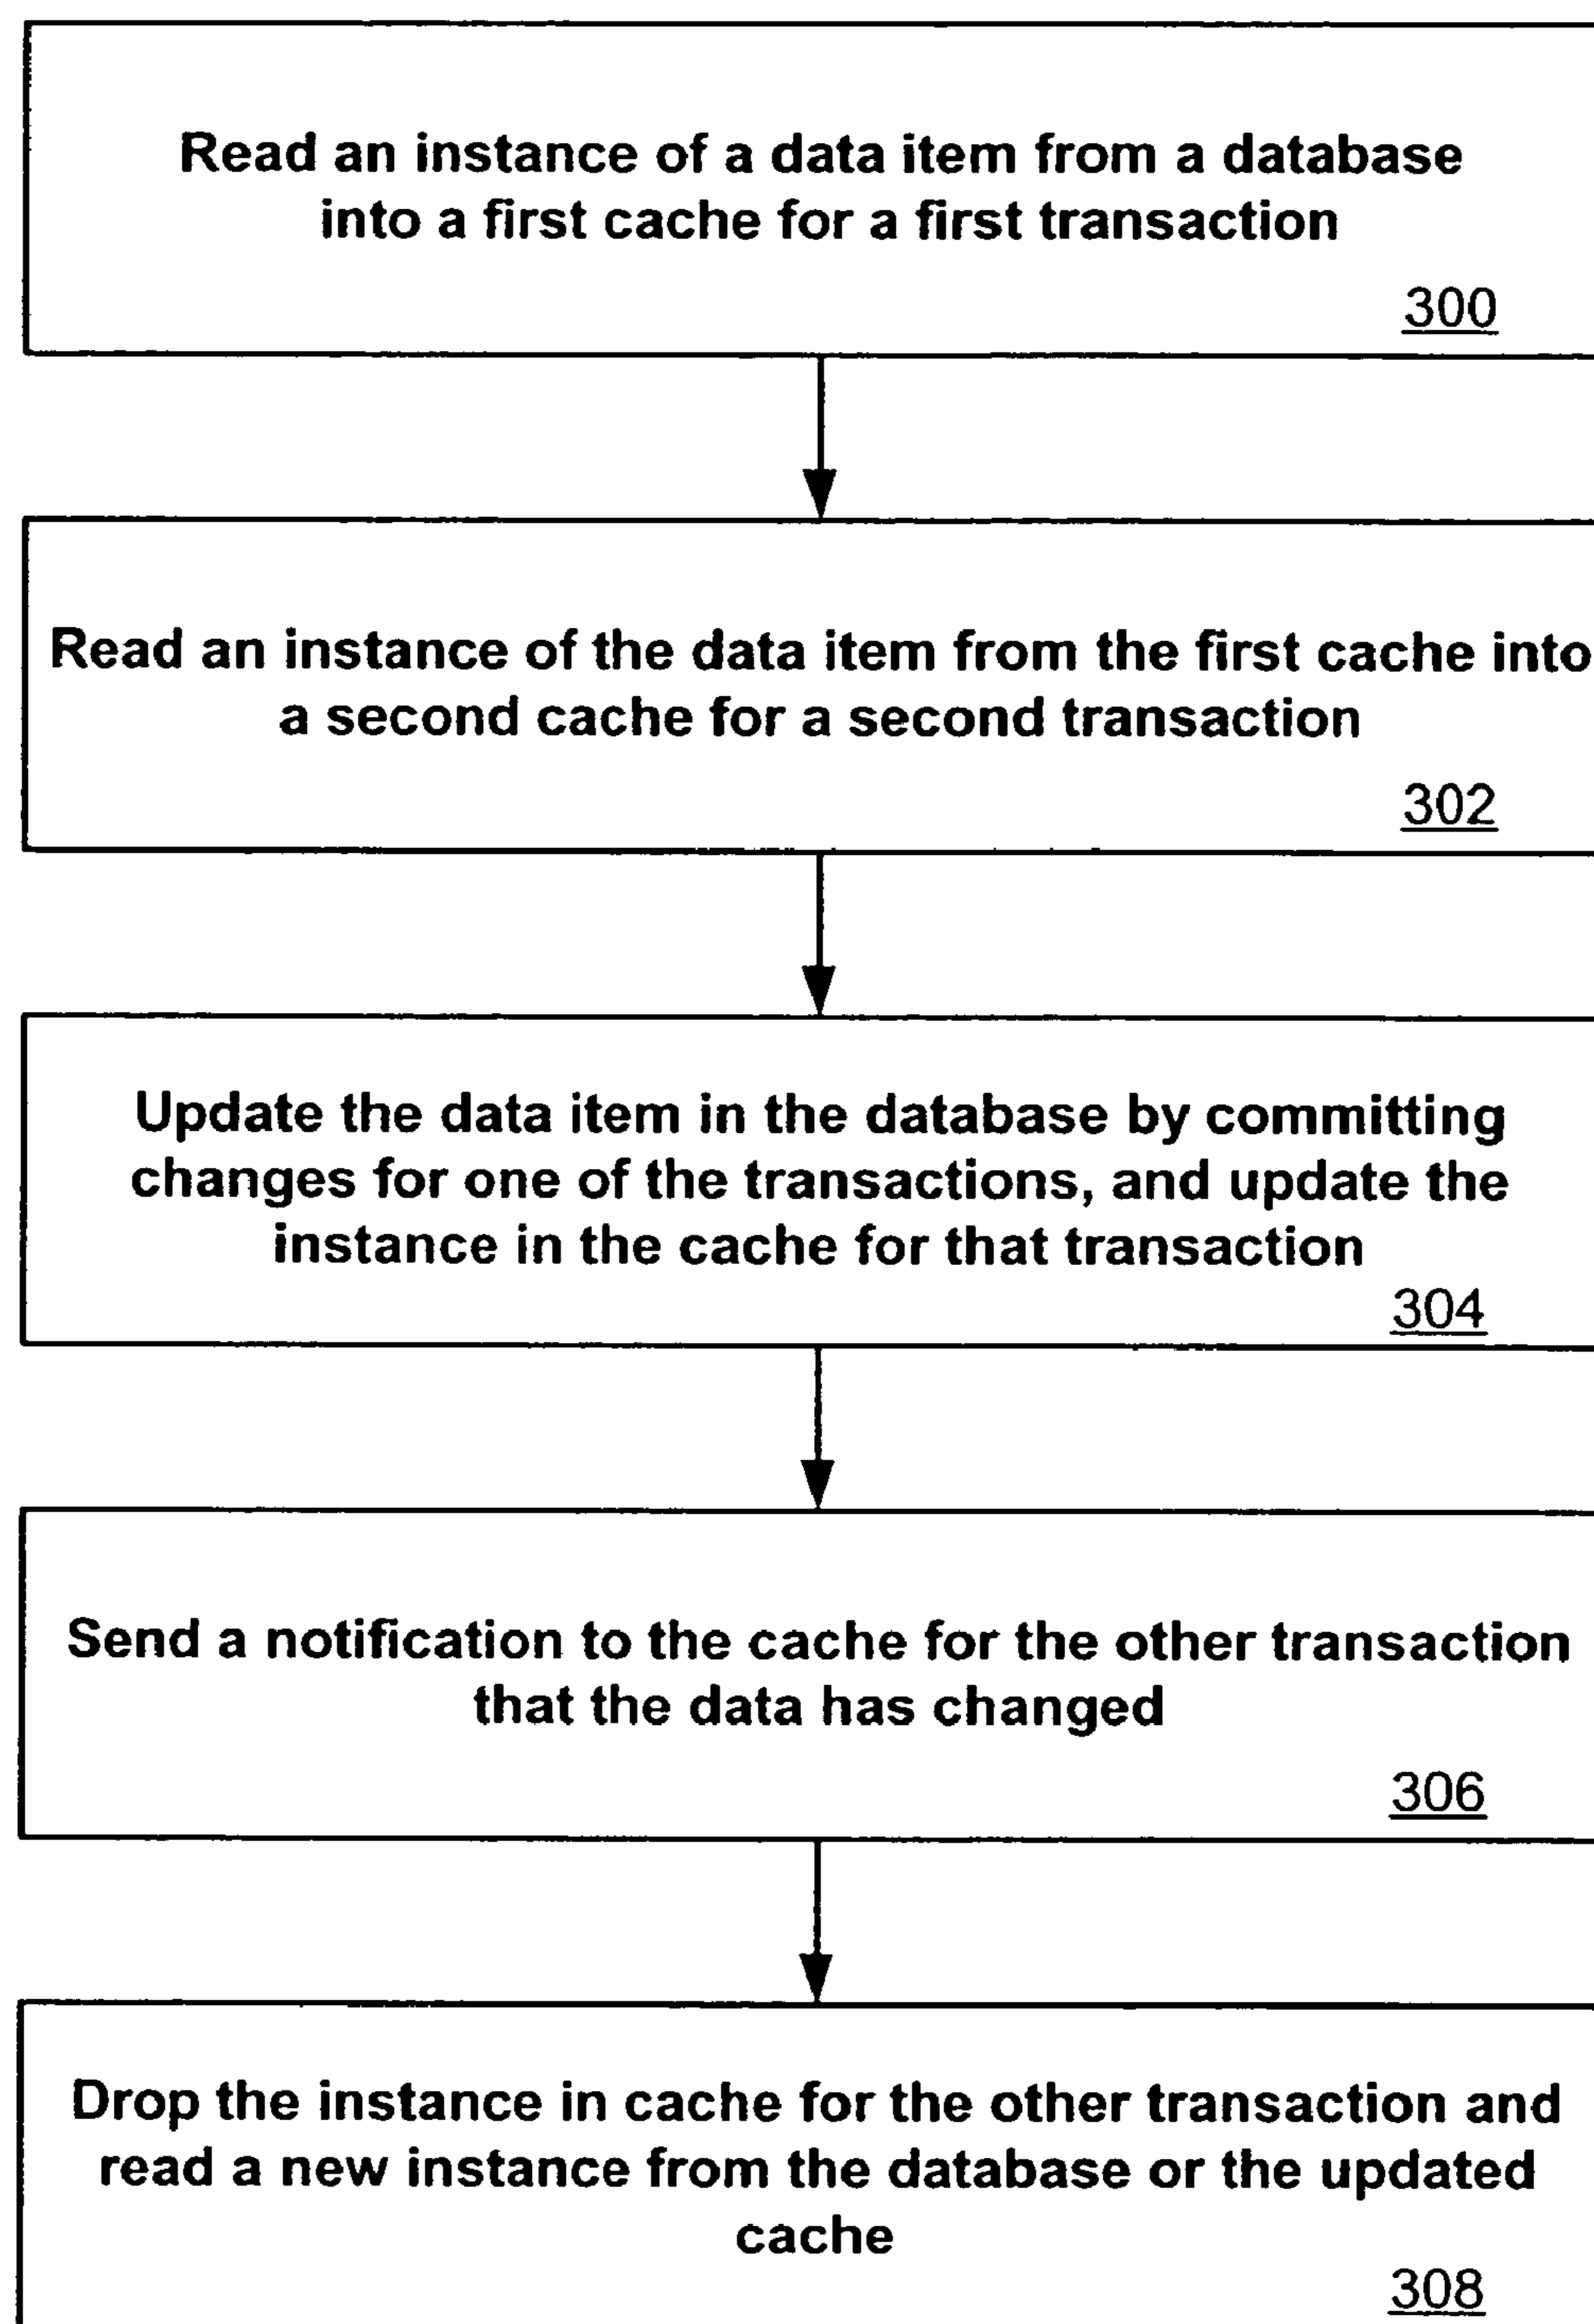 Read an instance of a data item from a database
into a first cache for a first transaction
300
Read an instance of the data item from the first cache into
a second cache for a second transaction
302
Update the data item in the database by committing
changes for one of the transactions, and update the
instance in the cache for that transaction
304
Send a notification to the cache for the other transaction
that the data has changed
306
Drop the instance in cache for the other transaction and
read a new instance from the database or the updated
cache
308